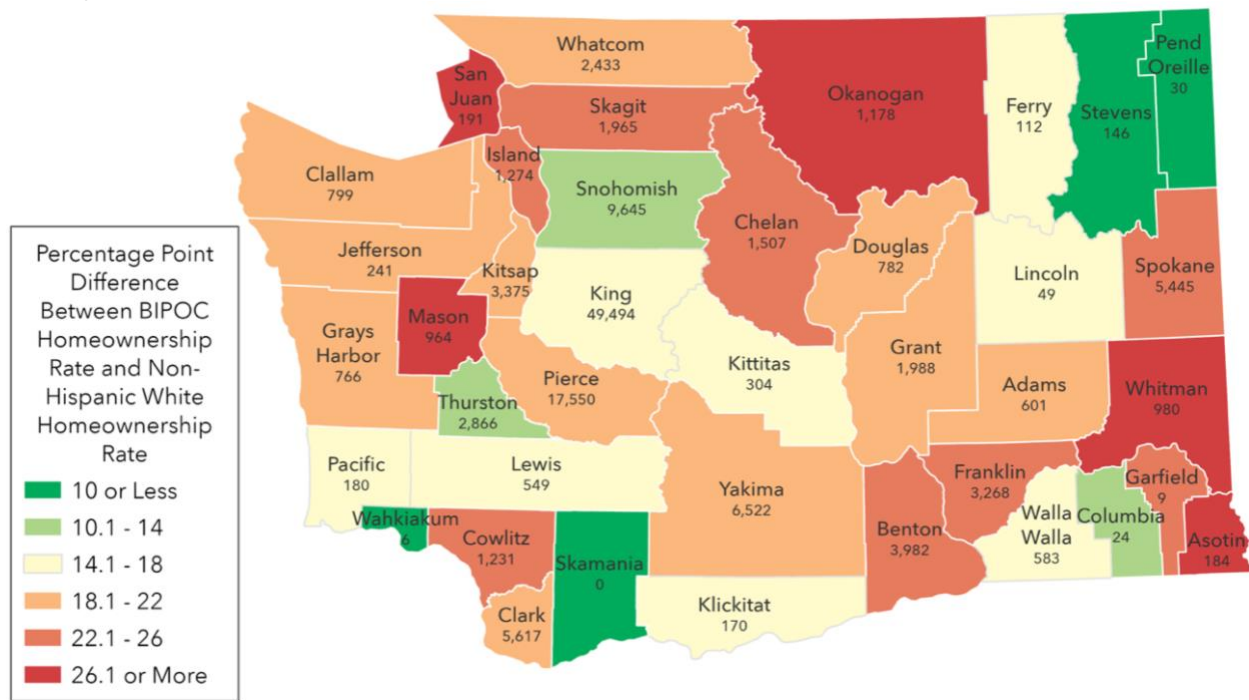 Whatcom
2,433
San
Juan
191
Skagit
1,965
Okanogan
1,178
Ferry
112
Stevens
146
Pend
Oreille
30
Island
1,274
Clallam
799
Snohomish
9,645
Chelan
1,507
Douglas
782
Jefferson
241
Kitsap
3,375
King
49,494
Lincoln
49
Spokane
5,445
Mason
964
Grays
Harbor
766
Kittitas
304
Grant
1,988
Pierce
17,550
Adams
601
Whitman
980
Thurston
2,866
Pacific
180
Lewis
549
Yakima
6,522
Franklin
3,268
Garfield
9
Wahkiakum
6
Cowlitz
1,231
Skamania
0
Benton
3,982
Walla
Walla
583
Columbia
24
Asotin
184
Clark
5,617
Klickitat
170
Percentage Point
Difference
Between BIPOC
Homeownership
Rate and Non-
Hispanic White
Homeownership
Rate
10 or Less
10.1 - 14
14.1 - 18
18.1 - 22
22.1 - 26
26.1 or More